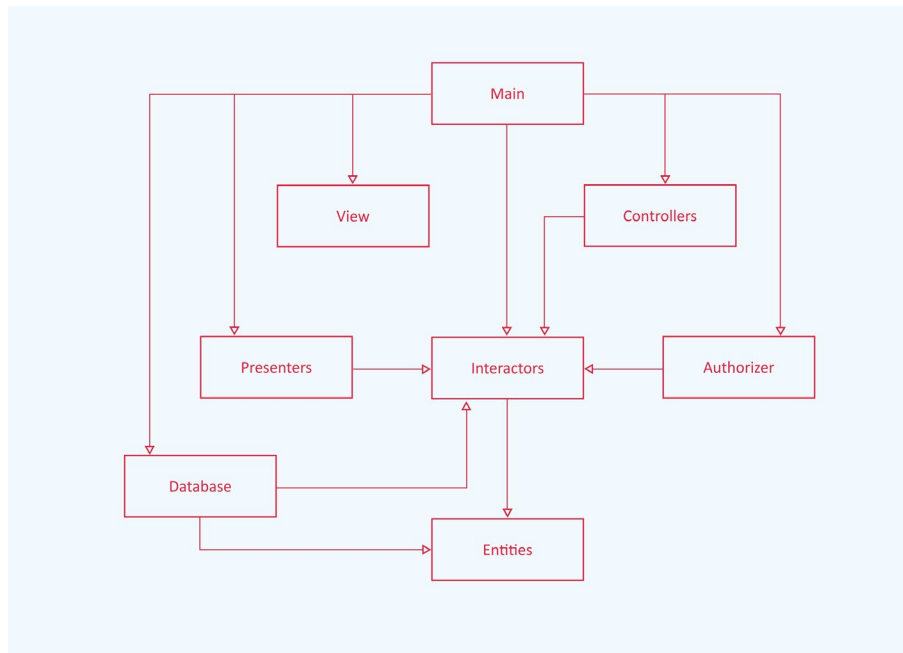 Main
View
Controllers
Presenters
Interactors
Authorizer
Database
Entities